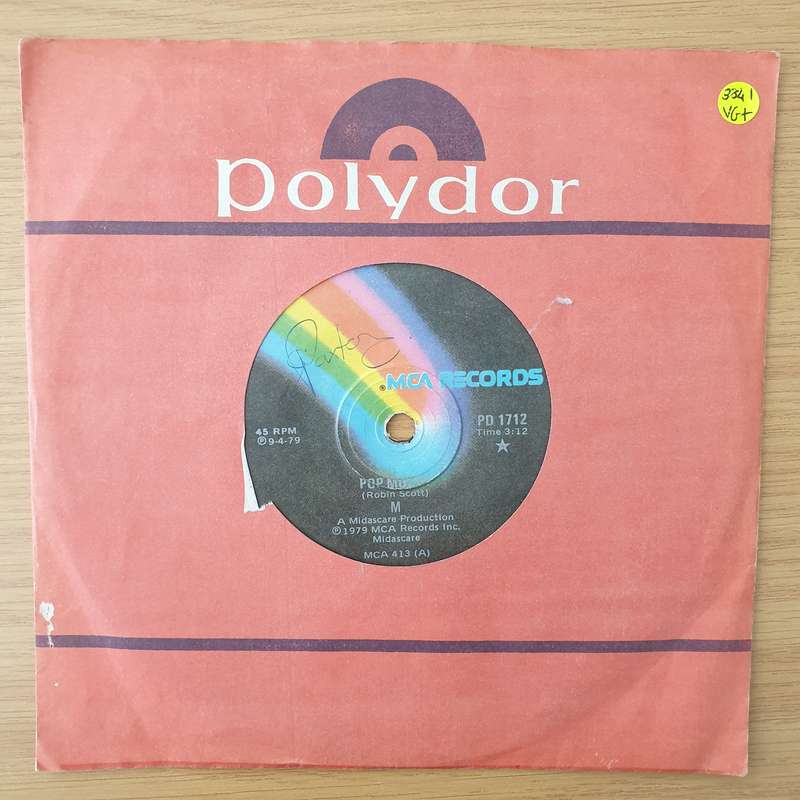 3341
VG+
polydor
MCA RECORDS
45 RPM
℗9-4-79
PD 1712
Time 3:12
★
POP
(Robin Scott)
M
A Midascare Production
℗1979 MCA Records Inc.
Midascare
MCA 413 (A)